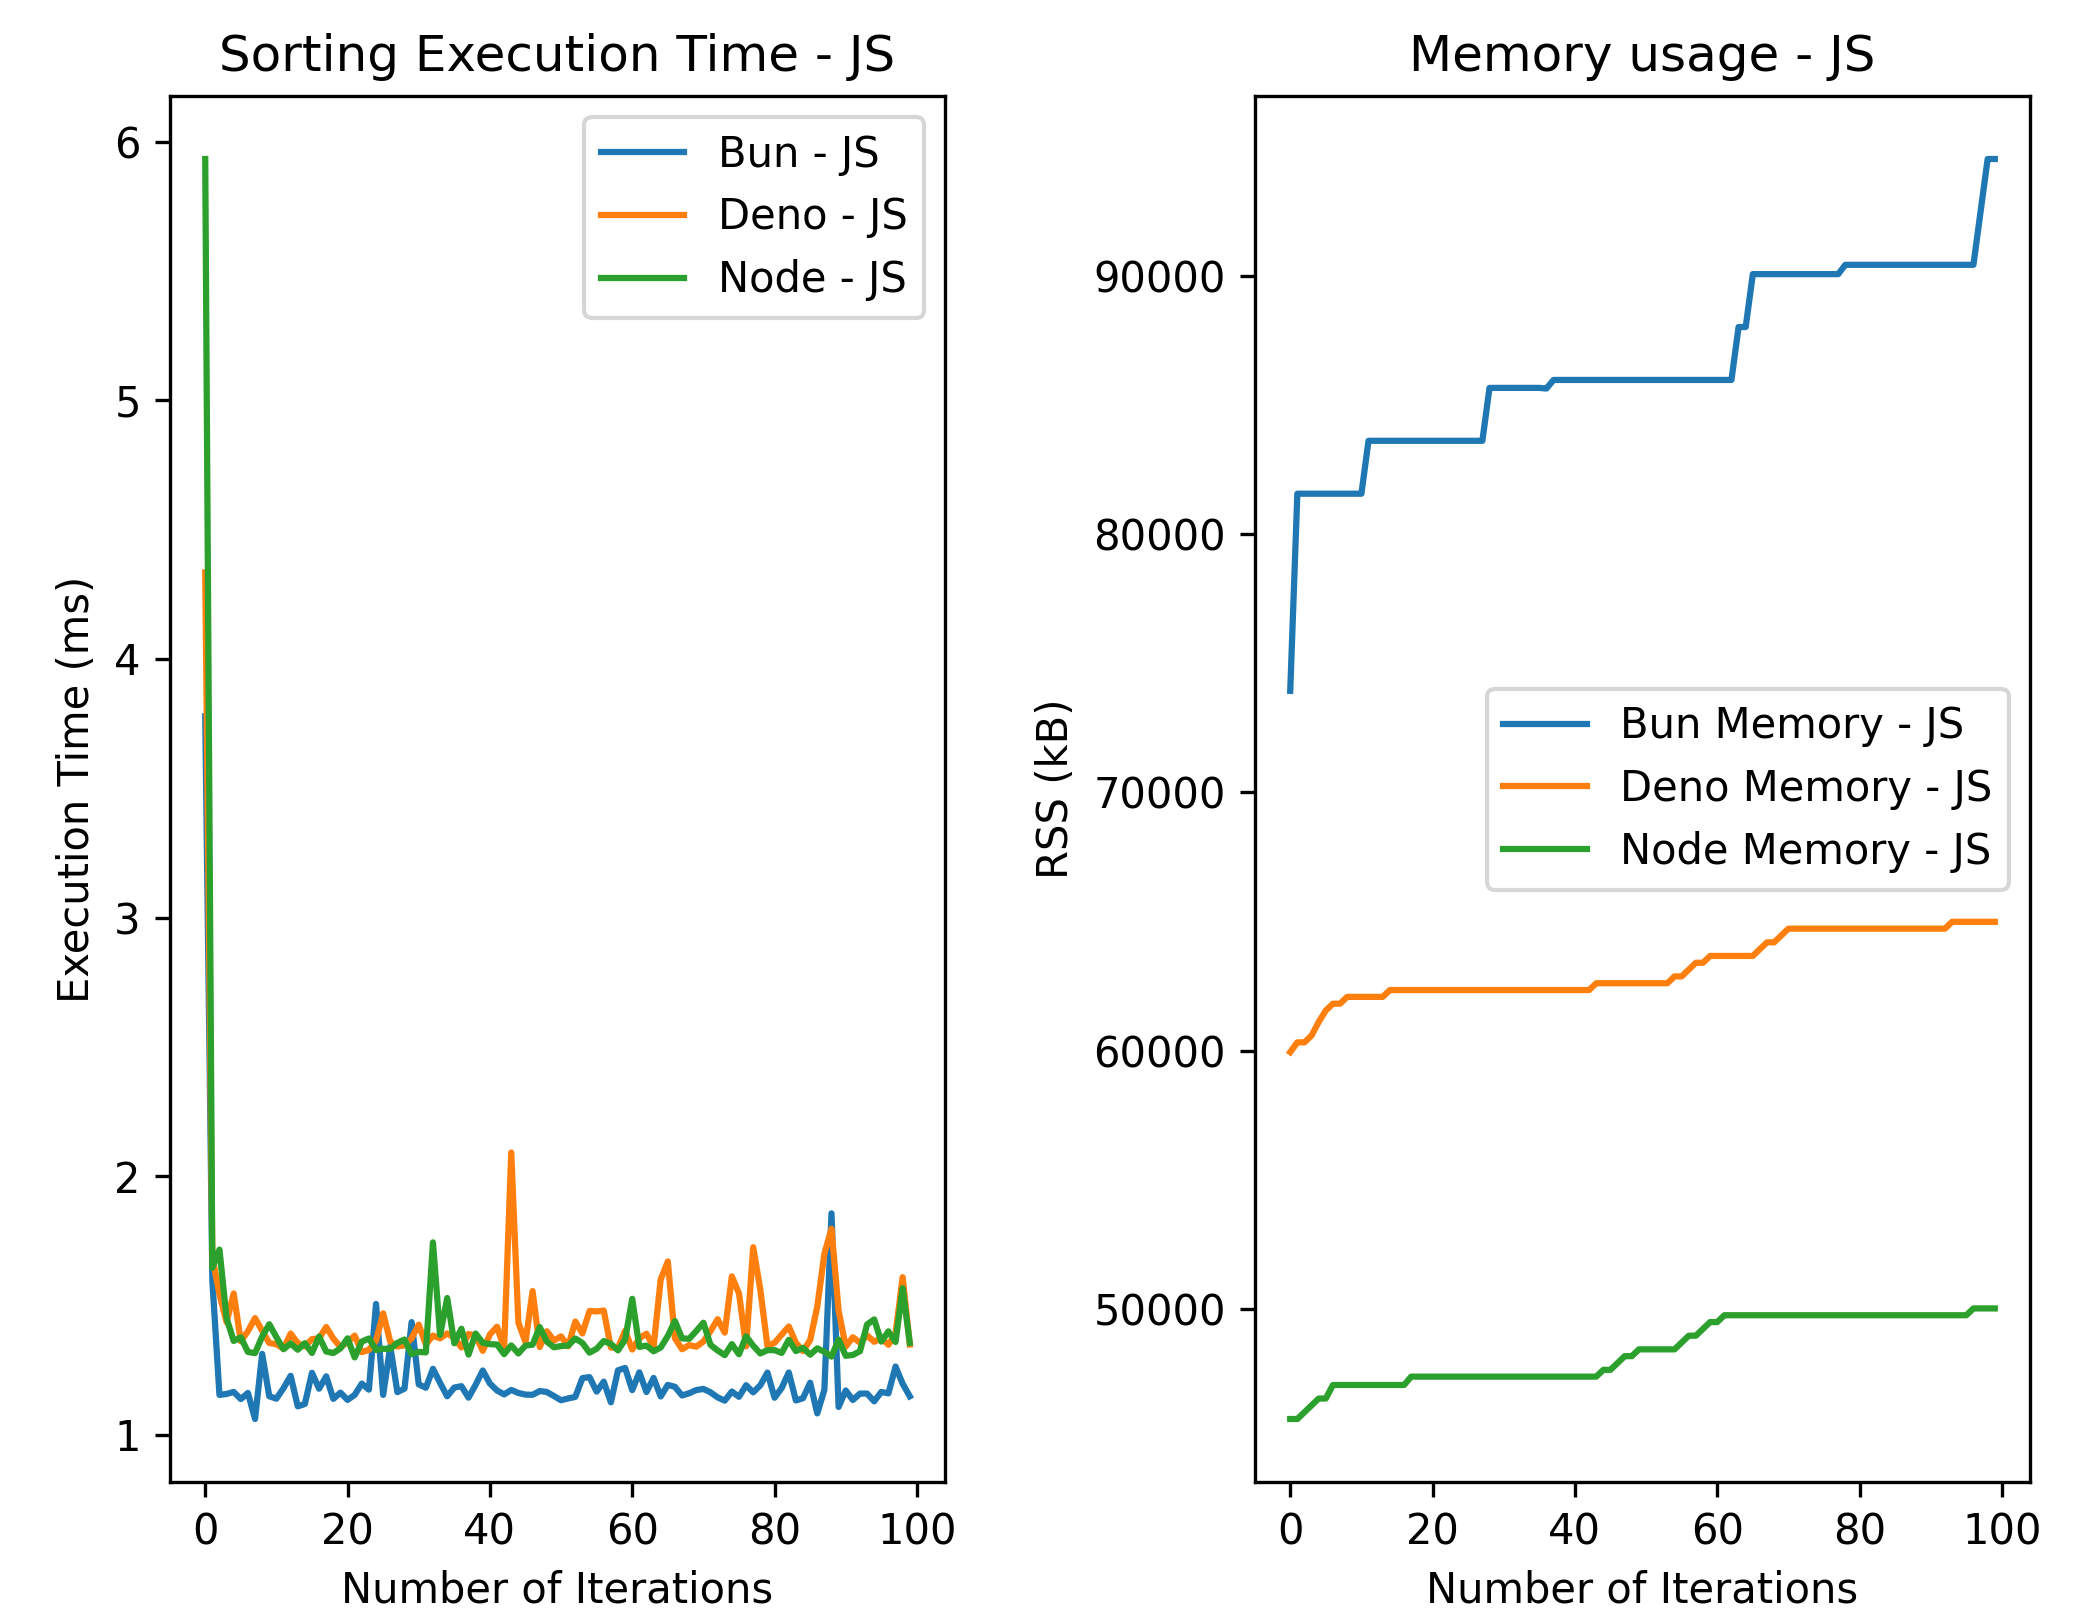 Sorting Execution Time - JS
Execution Time (ms)
6
5
4
3
2
1
Bun - JS
Deno - JS
Node - JS
0 20 40 60 80 100
Number of Iterations
Memory usage - JS
RSS (kB)
90000
80000
70000
60000
50000
Bun Memory - JS
Deno Memory - JS
Node Memory - JS
0 20 40 60 80 100
Number of Iterations